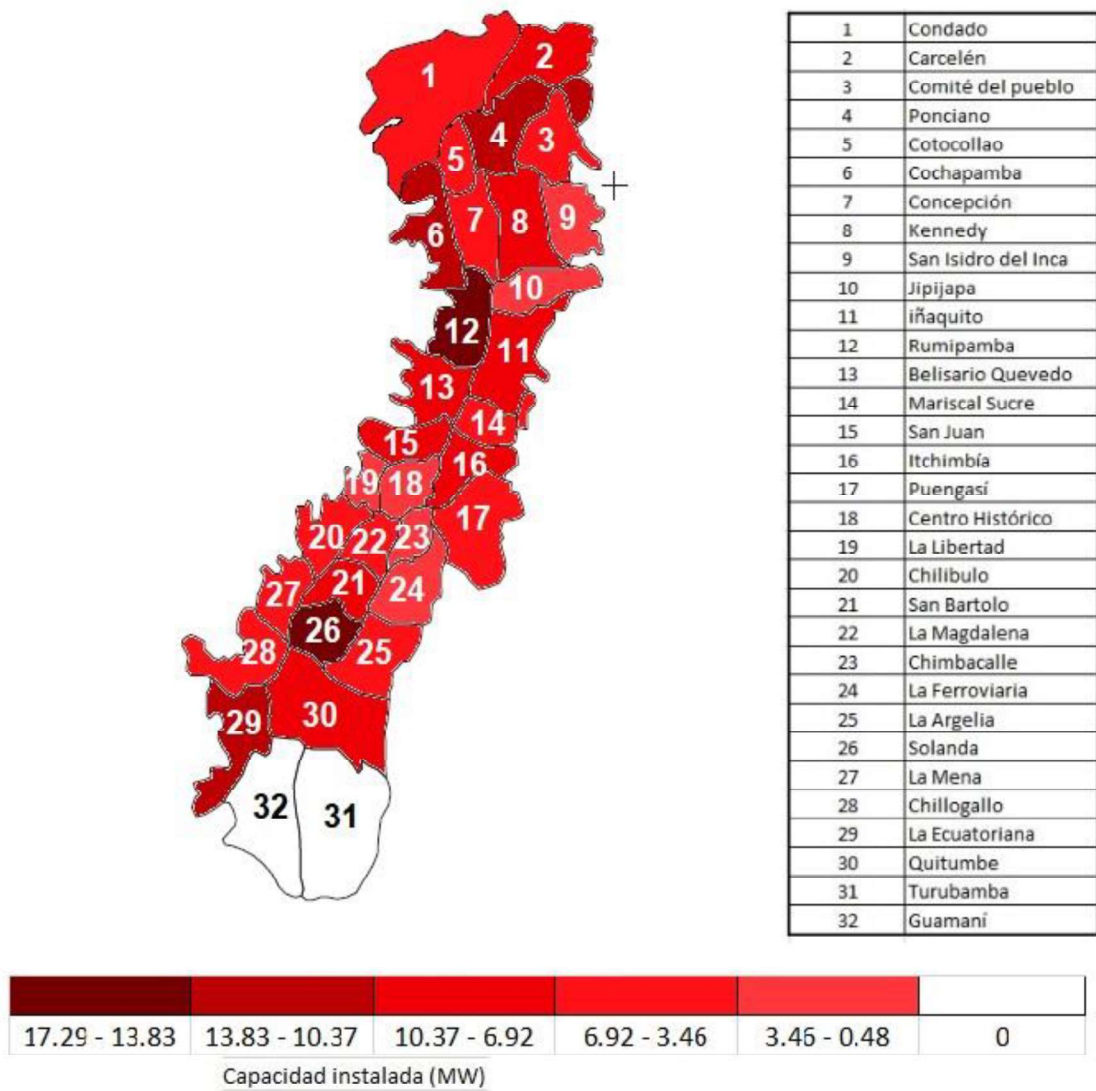 1 Condado
2 Carcelén
3 Comité del pueblo
4 Ponciano
5 Cotocollao
6 Cochapamba
7 Concepción
8 Kennedy
9 San Isidro del Inca
10 Jipijapa
11 iñaquito
12 Rumipamba
13 Belisario Quevedo
14 Mariscal Sucre
15 San Juan
16 Itchimbía
17 Puengasí
18 Centro Histórico
19 La Libertad
20 Chilibulo
21 San Bartolo
22 La Magdalena
23 Chimbacalle
24 La Ferroviaria
25 La Argelia
26 Solanda
27 La Mena
28 Chillogallo
29 La Ecuatoriana
30 Quitumbe
31 Turubamba
32 Guamaní
1
2
4
3
5
6
7
8
9
10
12
11
13
14
15
16
19
18
17
20
22
23
21
27
24
26
25
28
29
30
32
31
17.29 - 13.83 13.83 - 10.37 10.37 - 6.92 6.92 - 3.46 3.45 - 0.48 0
Capacidad instalada (MW)